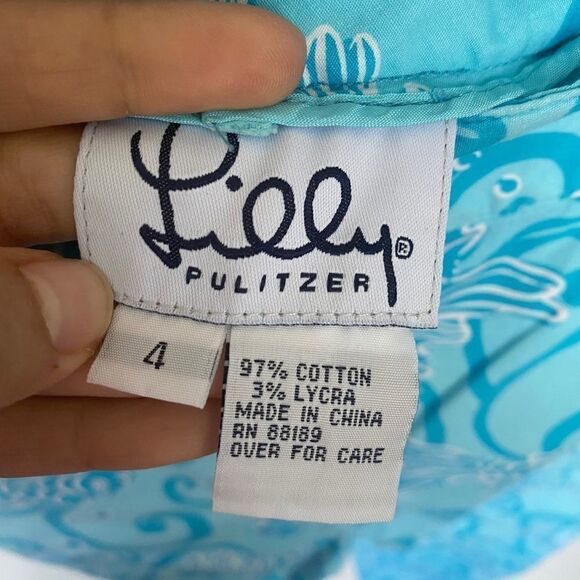 Lilly®
PULITZER
4
97% COTTON
3% LYCRA
MADE IN CHINA
RN 88189
OVER FOR CARE